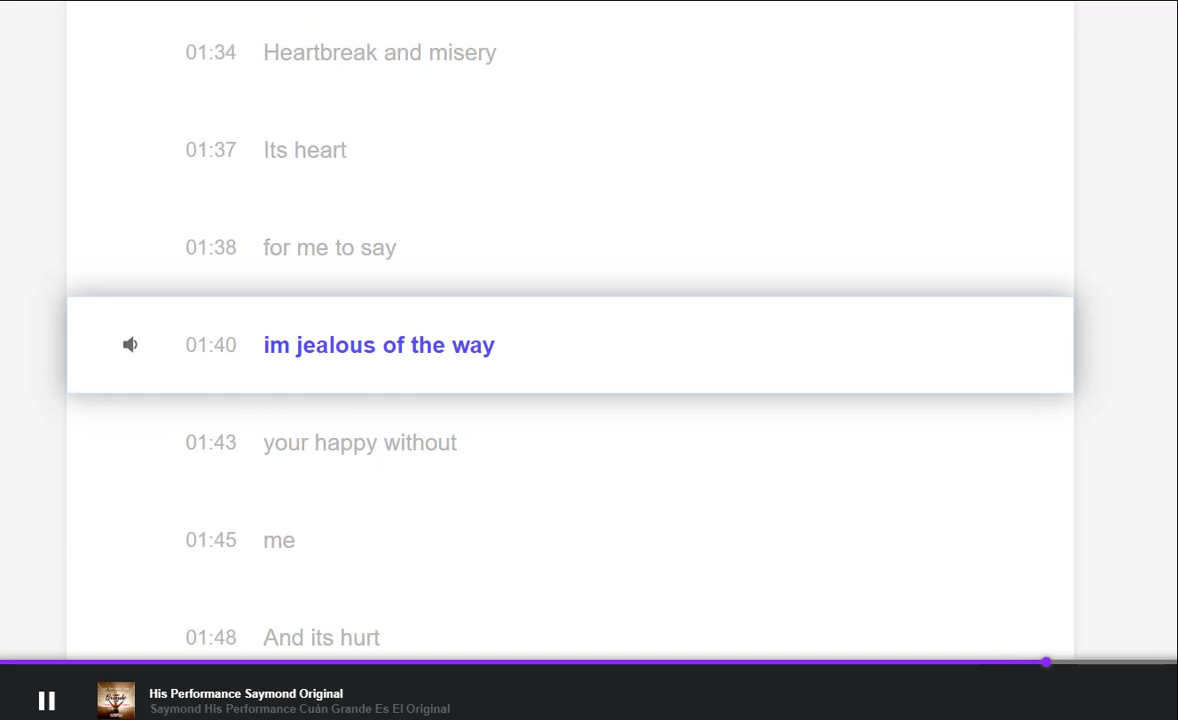 01:34 Heartbreak and misery
01:37 Its heart
01:38 for me to say
01:40 im jealous of the way
01:43 your happy without
01:45 me
01:48 And its hurt
His Performance Saymond Original
Saymond His Performance Cuán Grande Es El Original